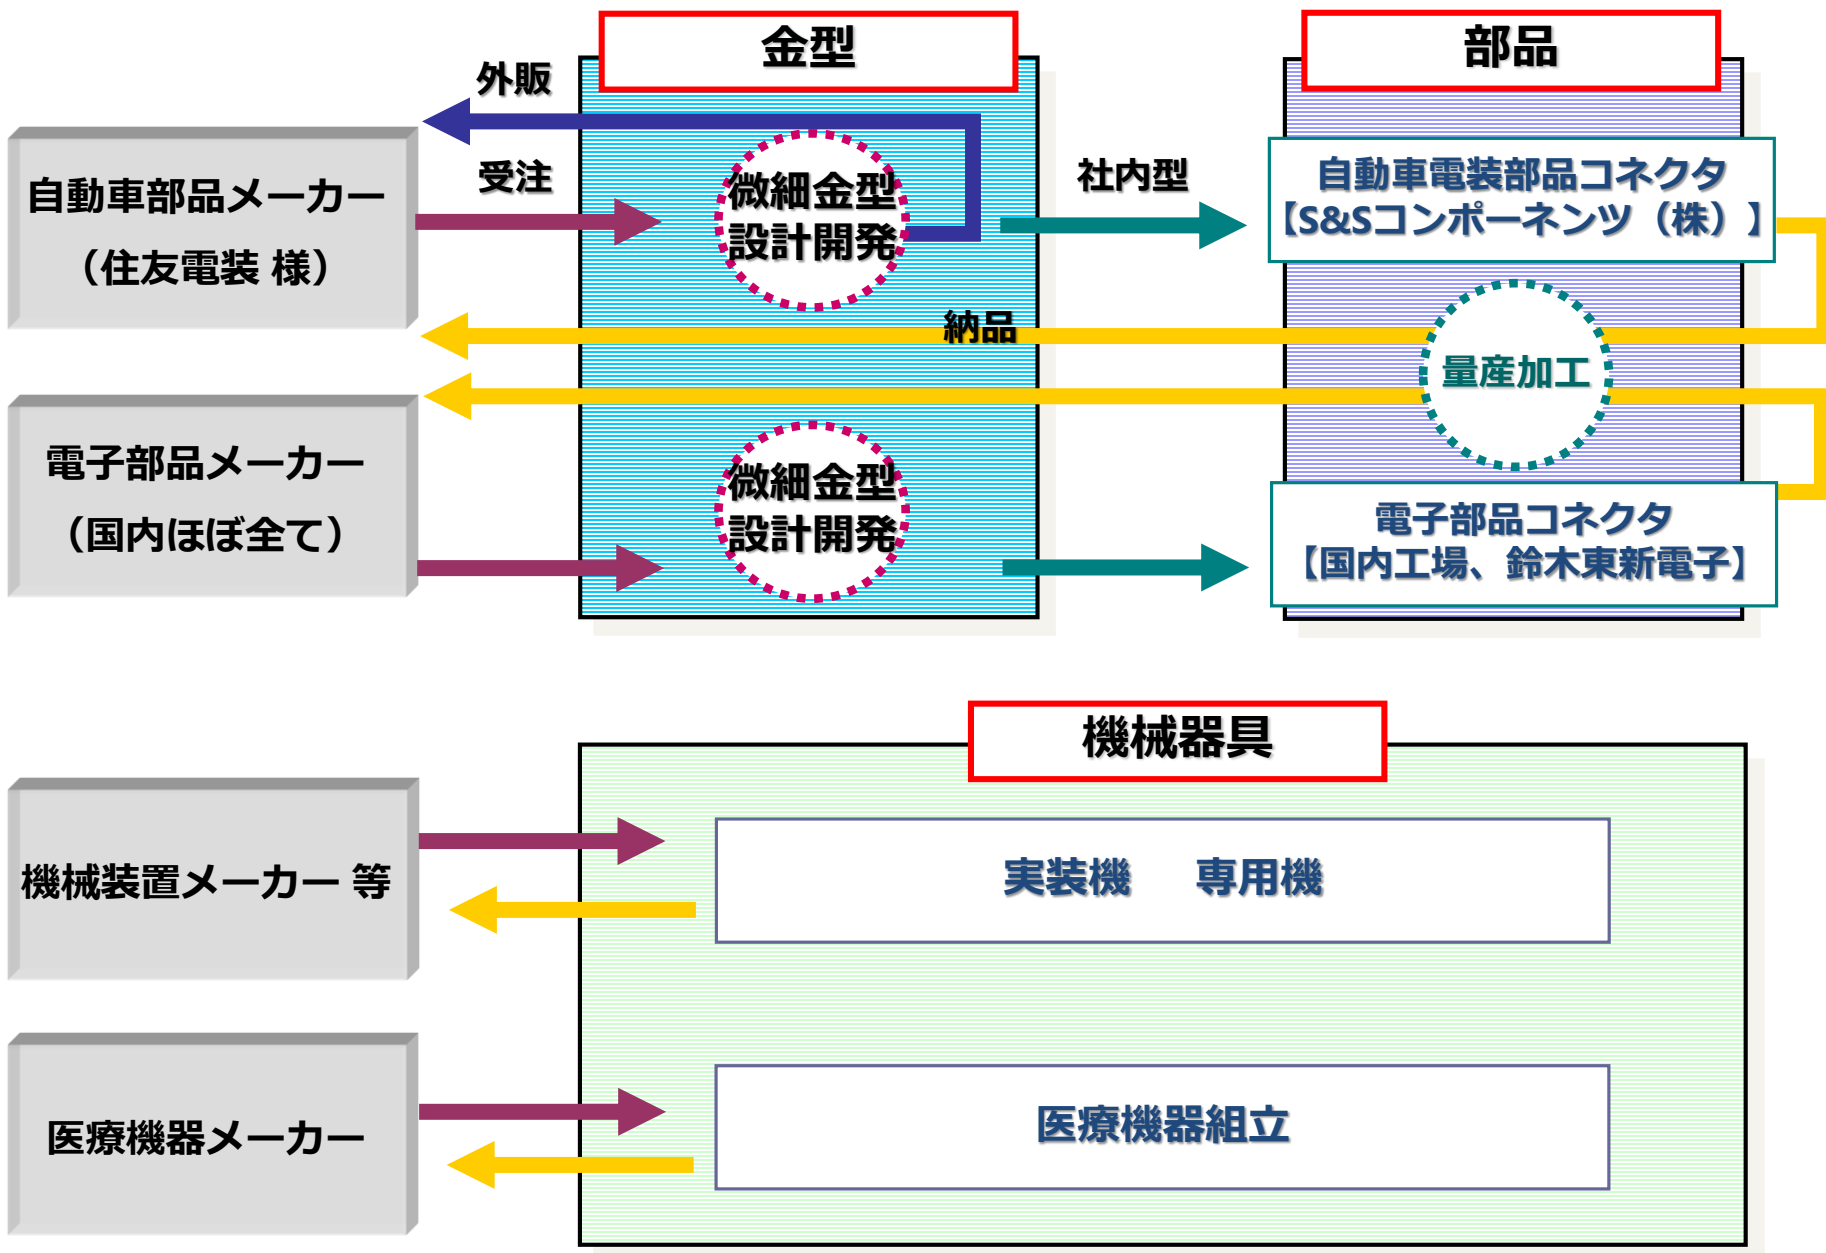 金型
部品
外販
自動車部品メーカー
（住友電装 様）
受注
微細金型
設計開発
社内型
自動車電装部品コネクタ
【S&Sコンポーネンツ（株）】
納品
量産加工
電子部品メーカー
（国内ほぼ全て）
微細金型
設計開発
電子部品コネクタ
【国内工場、鈴木東新電子】
機械器具
機械装置メーカー 等
実装機 専用機
医療機器メーカー
医療機器組立